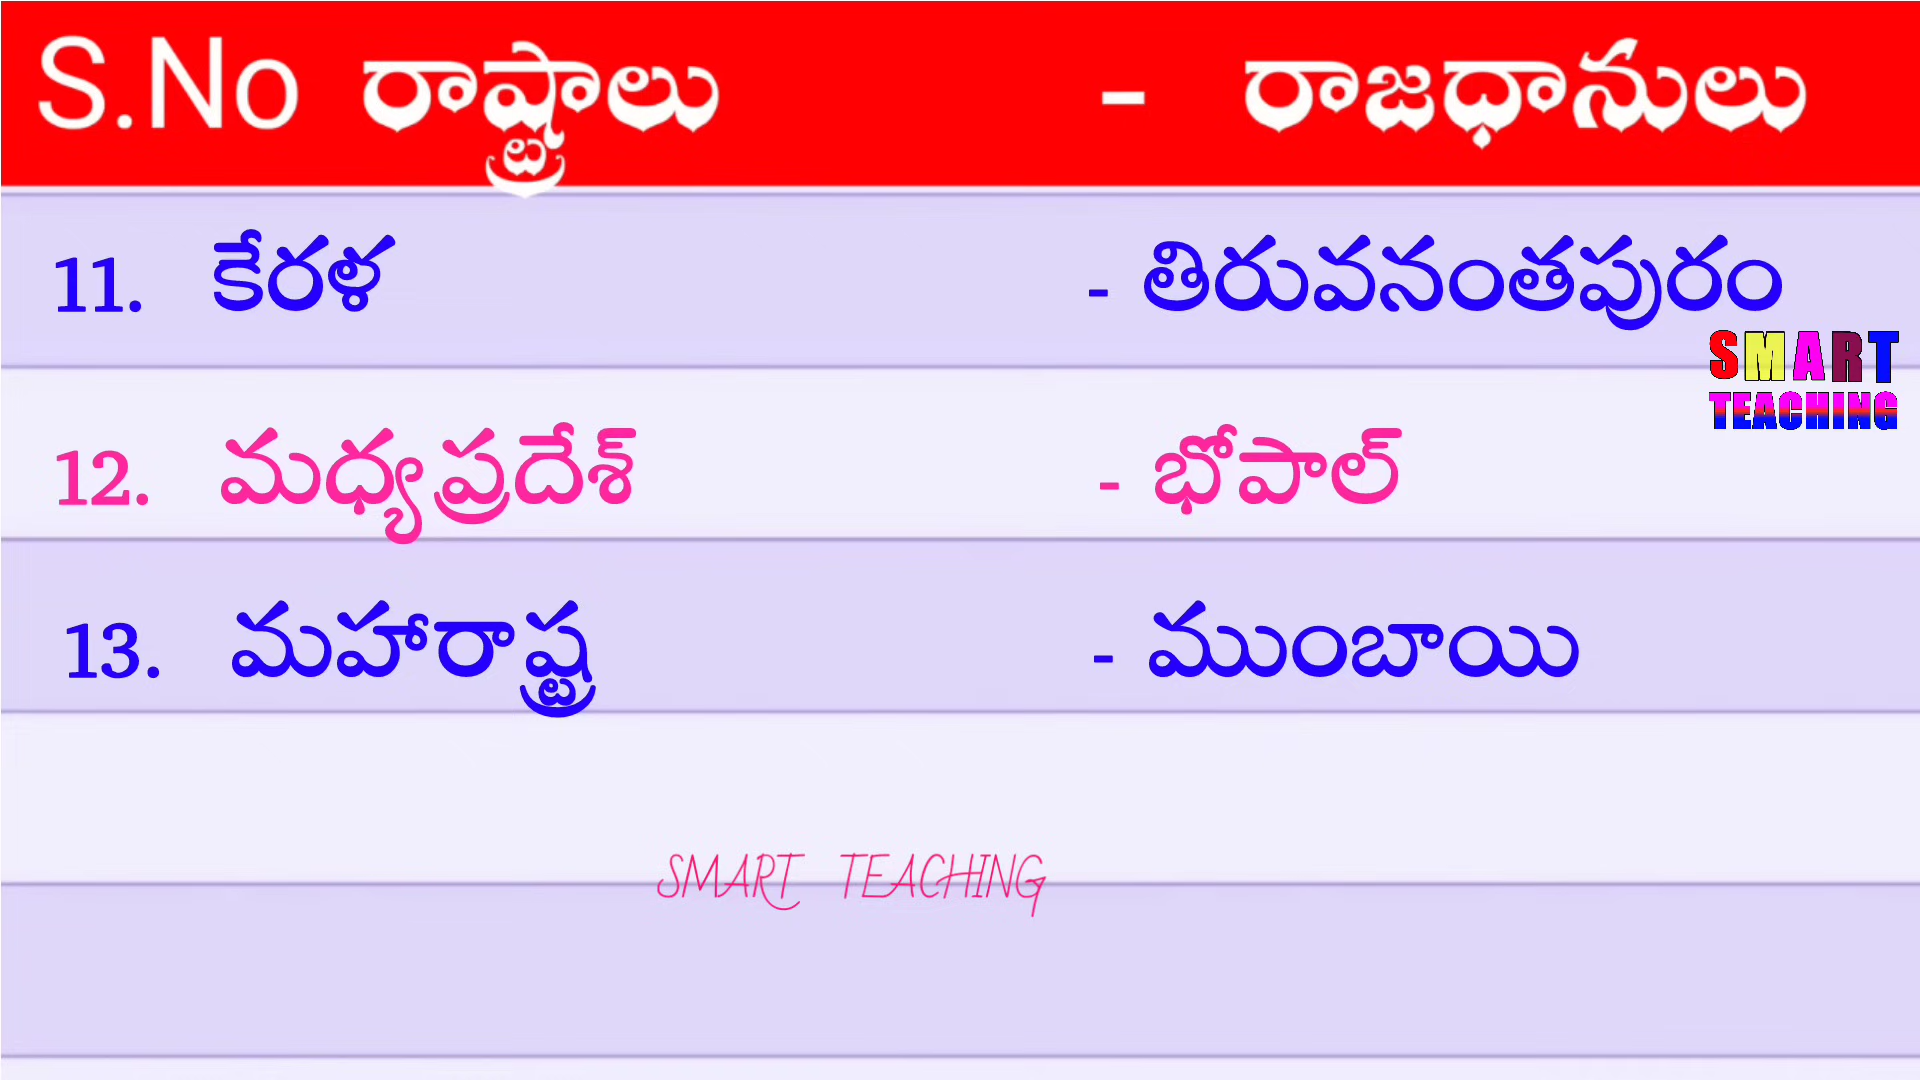 S.No రాష్ట్రాలు - రాజధానులు
11. కేరళ - తిరువనంతపురం
SMART
TEACHING
12. మధ్యప్రదేశ్ - భోపాల్
13. మహారాష్ట్ర - ముంబాయి
SMART TEACHING